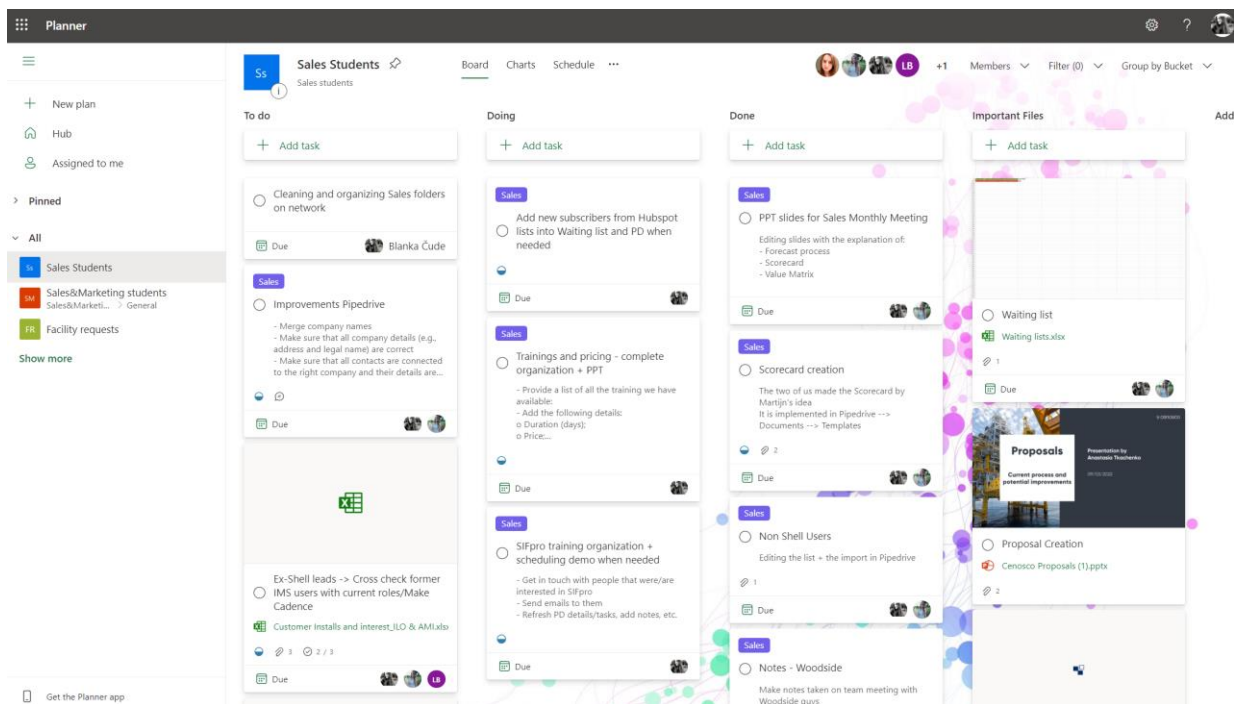 Planner
Ss
Sales Students
Sales students
Board
Charts
Schedule
LB
+1
Members
Filter (0)
Group by Bucket
New plan
Hub
Assigned to me
Pinned
All
Ss
Sales Students
SM
Sales&Marketing students
Sales&Marketi... > General
FR
Facility requests
Show more
Get the Planner app
To do
+ Add task
Cleaning and organizing Sales folders
on network
Due
Blanka Čude
Sales
Improvements Pipedrive
- Merge company names
- Make sure that all company details (e.g.,
address and legal name) are correct
- Make sure that all contacts are connected
to the right company and their details are...
Due
Ex-Shell leads -> Cross check former
IMS users with current roles/Make
Cadence
Customer Installs and interest_ILO & AMI.xls
3
2 / 3
Due
LB
Doing
+ Add task
Sales
Add new subscribers from Hubspot
lists into Waiting list and PD when
needed
Due
Sales
Trainings and pricing - complete
organization + PPT
- Provide a list of all the training we have
available:
- Add the following details:
o Duration (days);
o Price;...
Due
Sales
SIFpro training organization +
scheduling demo when needed
- Get in touch with people that were/are
interested in SIFpro
- Send emails to them
- Refresh PD details/tasks, add notes, etc.
Due
Done
+ Add task
Sales
PPT slides for Sales Monthly Meeting
Editing slides with the explanation of:
- Forecast process
- Scorecard
- Value Matrix
Due
Sales
Scorecard creation
The two of us made the Scorecard by
Martijn's idea
It is implemented in Pipedrive -->
Documents --> Templates
2
Due
Sales
Non Shell Users
Editing the list + the import in Pipedrive
1
Due
Sales
Notes - Woodside
Make notes taken on team meeting with
Woodside guys
Important Files
+ Add task
Waiting list
Waiting lists.xlsx
1
Due
Proposals
Current process and
potential improvements
Presentation by
Anastasia Tkachenko
Proposal Creation
Cenosco Proposals (1).pptx
2
Add